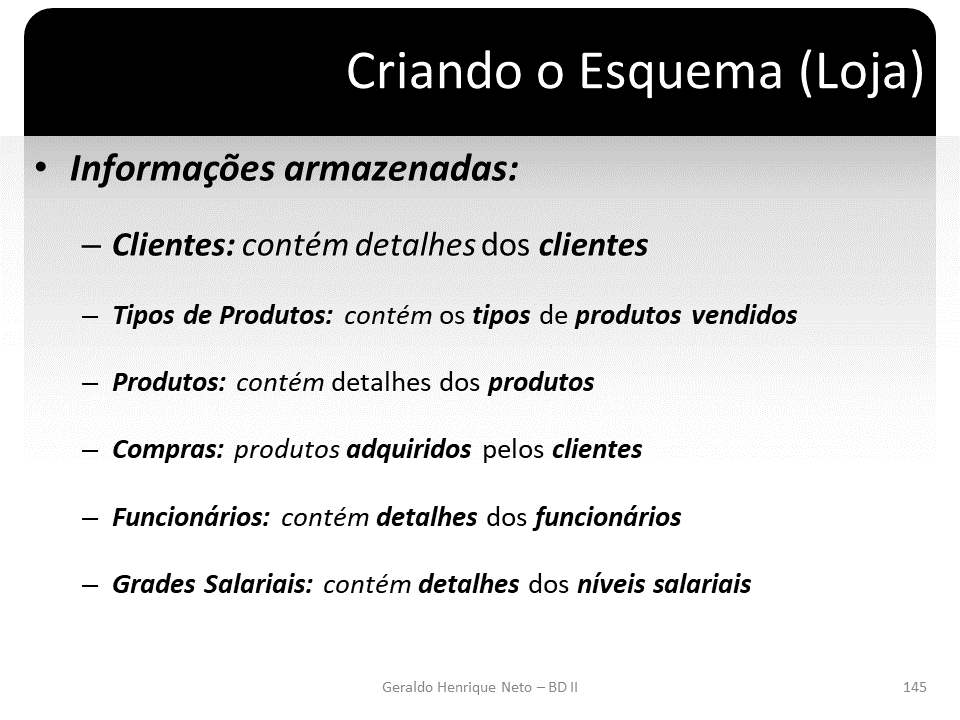 Criando o Esquema (Loja)
• Informações armazenadas:
– Clientes: contém detalhes dos clientes
– Tipos de Produtos: contém os tipos de produtos vendidos
– Produtos: contém detalhes dos produtos
– Compras: produtos adquiridos pelos clientes
– Funcionários: contém detalhes dos funcionários
– Grades Salariais: contém detalhes dos níveis salariais
Geraldo Henrique Neto – BD II
145